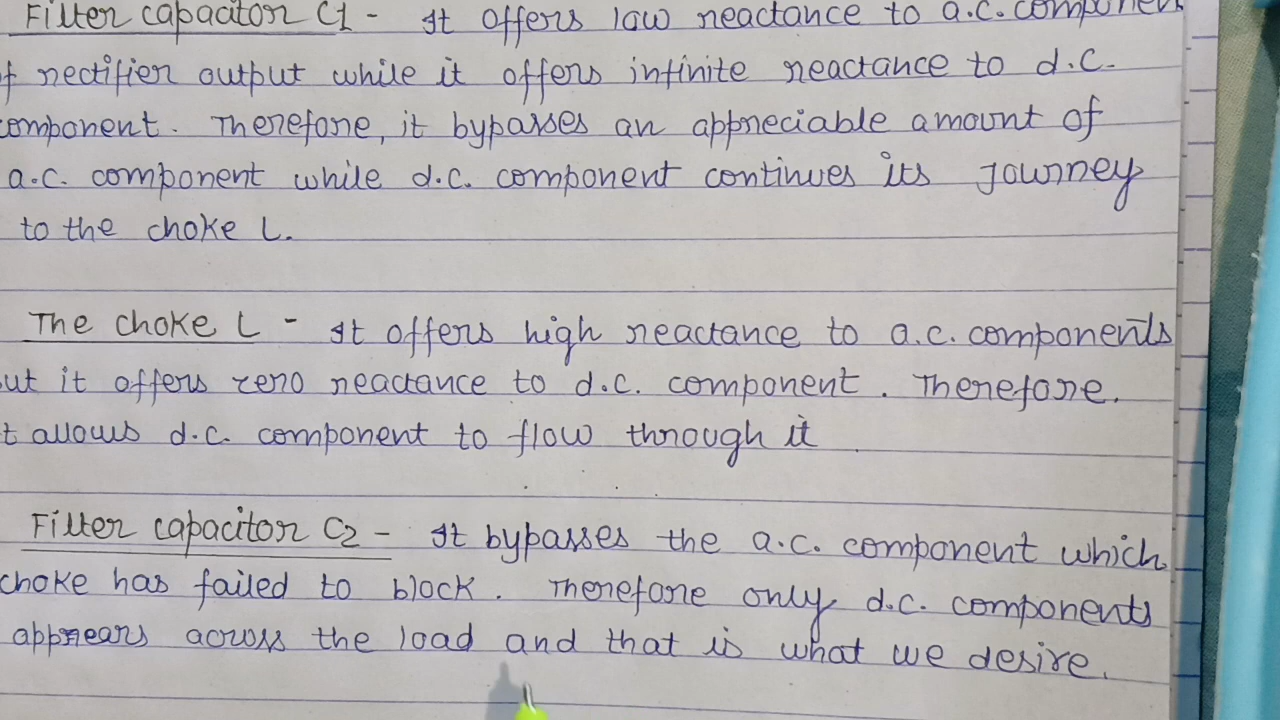 Filter capacitor C1 - It offers low reactance to a.c. component
f rectifier output while it offers infinite reactance to d.c.
component. Therefore, it bypasses an appreciable amount of
a.c. component while d.c. component continues its Journey
to the choke L.
The choke L - It offers high reactance to a.c. components
ut it offers zero reactance to d.c. component. Therefore,
t allows d.c. component to flow through it
Filter capacitor C2 - It bypasses the a.c. component which
choke has failed to block. Therefore only d.c. components
appears across the load and that is what we desire.